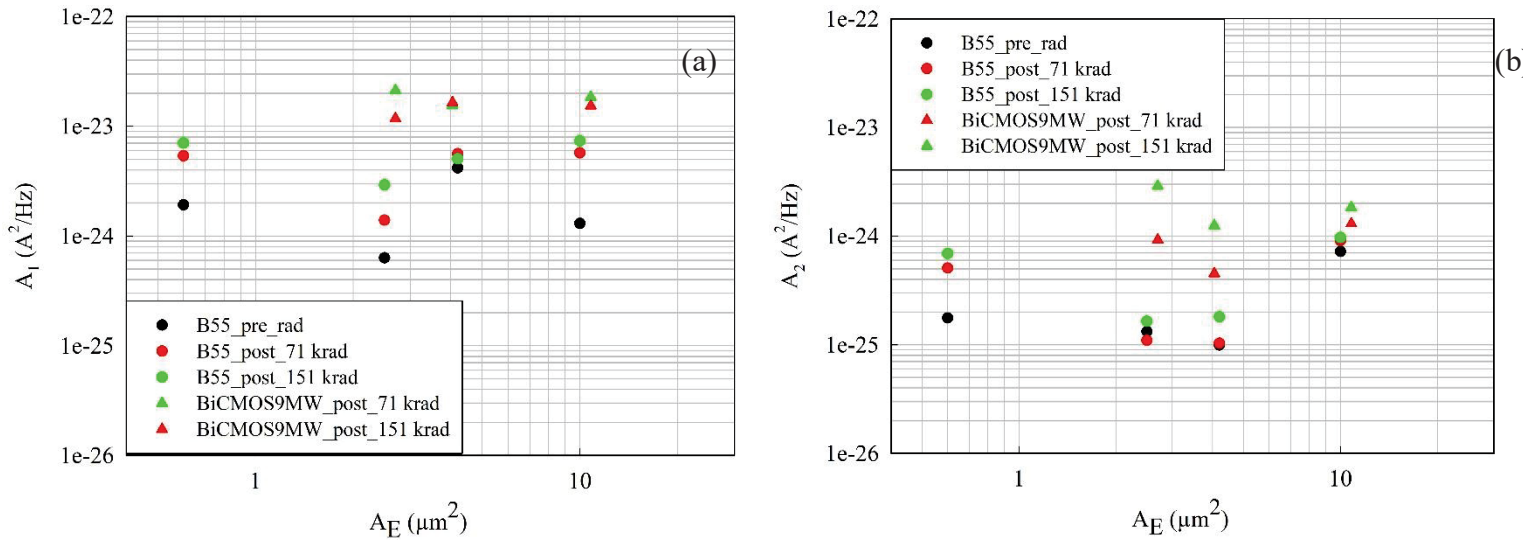 1e-22
1e-23
1e-24
1e-25
1e-26
A1 (A2/Hz)
(a)
B55_pre_rad
B55_post_71 krad
B55_post_151 krad
BiCMOS9MW_post_71 krad
BiCMOS9MW_post_151 krad
1 10
AE (μm2)
1e-22
1e-23
1e-24
1e-25
1e-26
A2 (A2/Hz)
(b)
B55_pre_rad
B55_post_71 krad
B55_post_151 krad
BiCMOS9MW_post_71 krad
BiCMOS9MW_post_151 krad
1 10
AE (μm2)